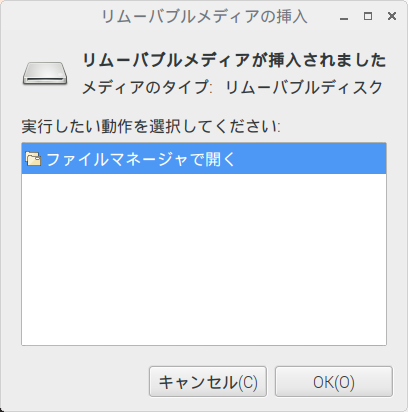 リムーバブルメディアの挿入
リムーバブルメディアが挿入されました
メディアのタイプ: リムーバブルディスク
実行したい動作を選択してください:
ファイルマネージャで開く
キャンセル(C) OK(O)